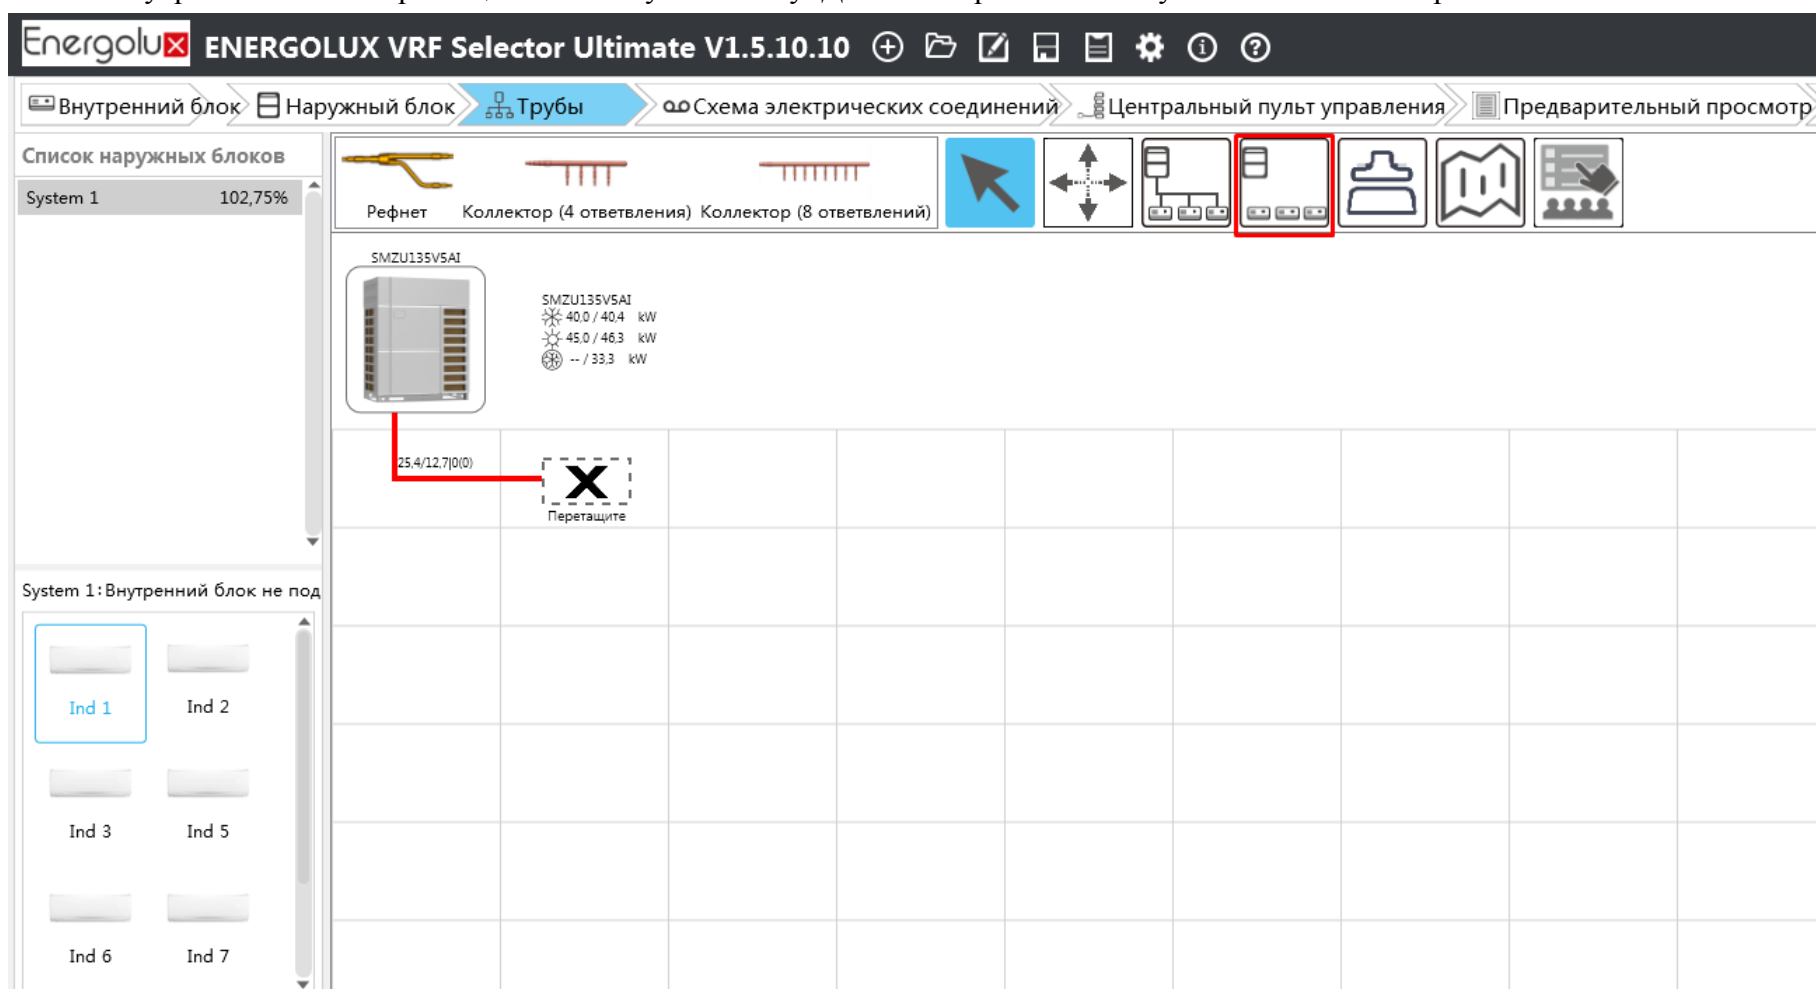 Energolux ENERGOLUX VRF Selector Ultimate V1.5.10.10
Внутренний блок Наружный блок Трубы Схема электрических соединений Центральный пульт управления Предварительный просмотр
Список наружных блоков
System 1 102,75%
Рефнет Коллектор (4 ответвления) Коллектор (8 ответвлений)
SMZU135V5AI
SMZU135V5AI
40,0 / 40,4 kW
45,0 / 46,3 kW
-- / 33,3 kW
25,4/12,7|0(0)
X
Перетащите
System 1:Внутренний блок не под
Ind 1 Ind 2
Ind 3 Ind 5
Ind 6 Ind 7